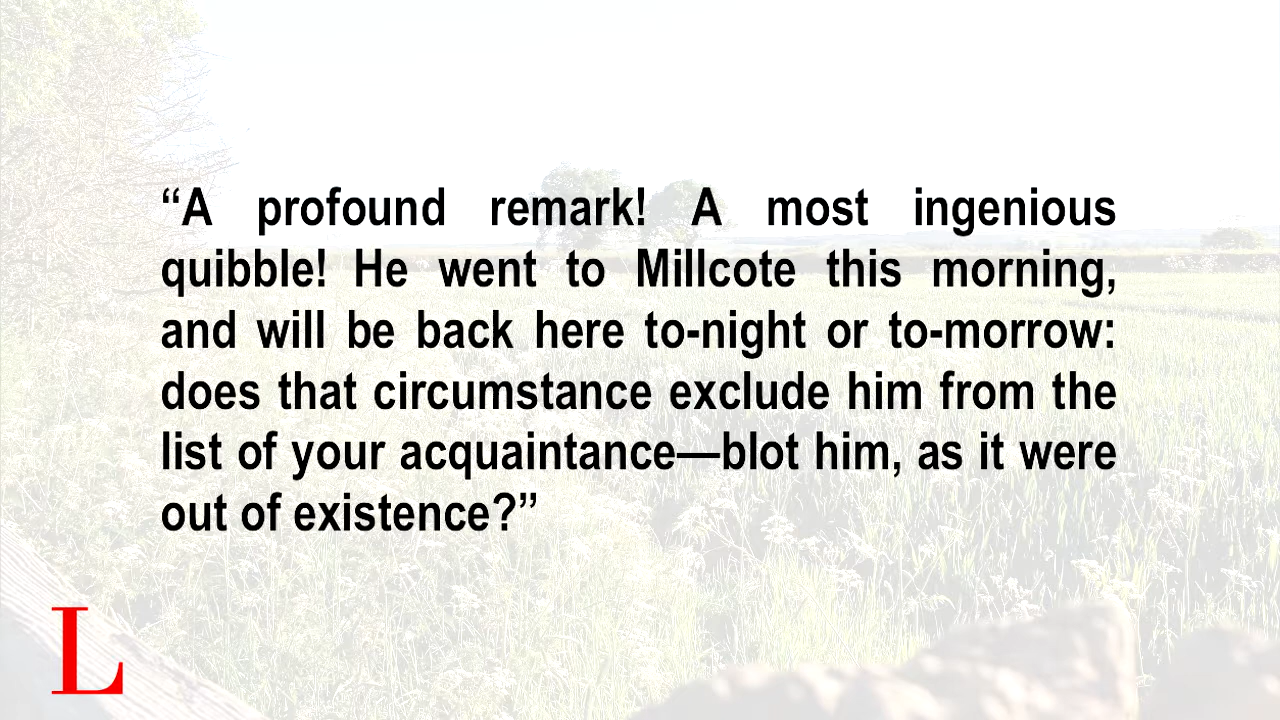 “A profound remark! A most ingenious
quibble! He went to Millcote this morning,
and will be back here to-night or to-morrow:
does that circumstance exclude him from the
list of your acquaintance—blot him, as it were
out of existence?”
L